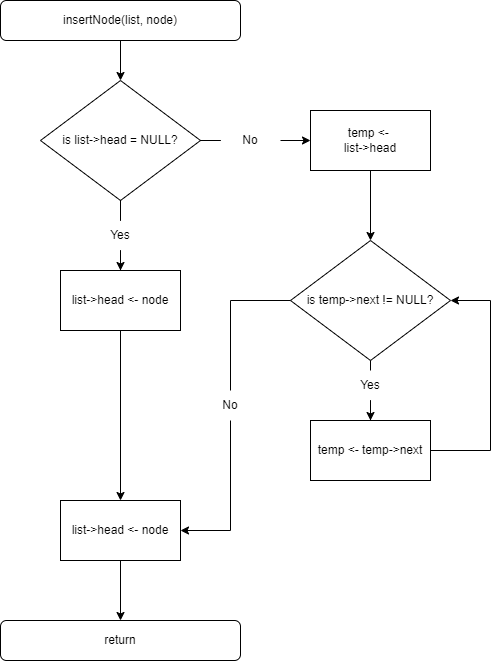 insertNode(list, node)
is list->head = NULL?
No
temp <-
list->head
Yes
list->head <- node
is temp->next != NULL?
No
Yes
temp <- temp->next
list->head <- node
return